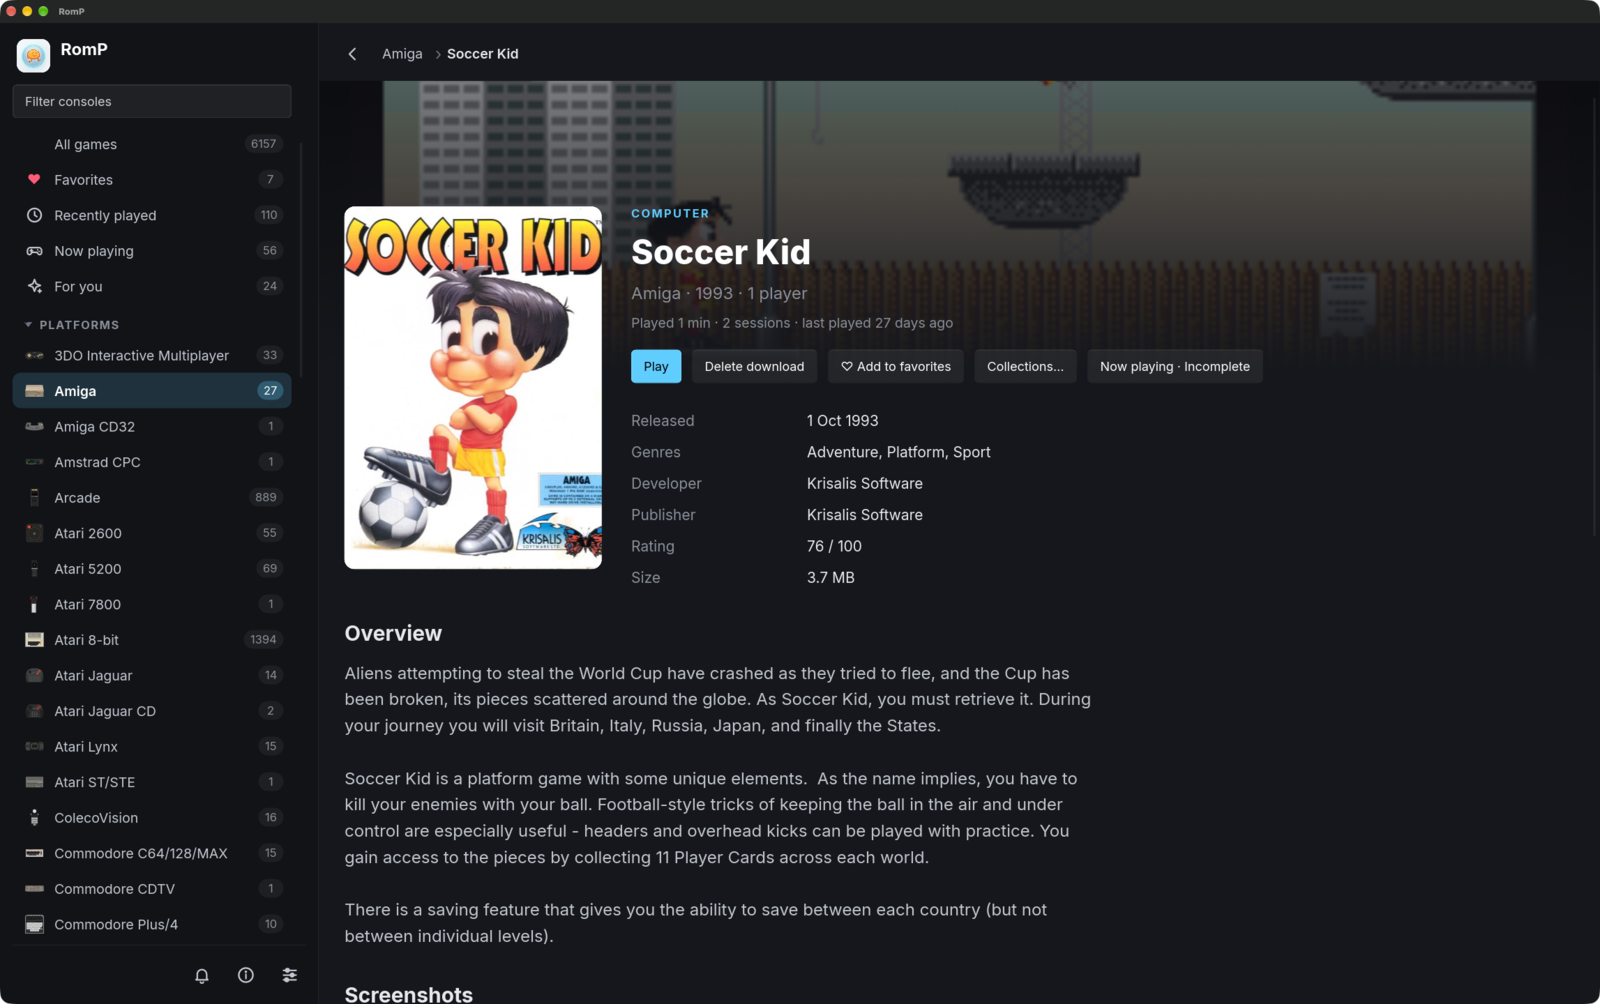 RomP
RomP
Filter consoles
All games 6157
Favorites 7
Recently played 110
Now playing 56
For you 24
PLATFORMS
3DO Interactive Multiplayer 33
Amiga 27
Amiga CD32 1
Amstrad CPC 1
Arcade 889
Atari 2600 55
Atari 5200 69
Atari 7800 1
Atari 8-bit 1394
Atari Jaguar 14
Atari Jaguar CD 2
Atari Lynx 15
Atari ST/STE 1
ColecoVision 16
Commodore C64/128/MAX 15
Commodore CDTV 1
Commodore Plus/4 10
Amiga › Soccer Kid
SOCCER KID
AMIGA
KRISALIS
COMPUTER
Soccer Kid
Amiga · 1993 · 1 player
Played 1 min · 2 sessions · last played 27 days ago
Play
Delete download
♡ Add to favorites
Collections...
Now playing · Incomplete
Released 1 Oct 1993
Genres Adventure, Platform, Sport
Developer Krisalis Software
Publisher Krisalis Software
Rating 76 / 100
Size 3.7 MB
Overview
Aliens attempting to steal the World Cup have crashed as they tried to flee, and the Cup has
been broken, its pieces scattered around the globe. As Soccer Kid, you must retrieve it. During
your journey you will visit Britain, Italy, Russia, Japan, and finally the States.
Soccer Kid is a platform game with some unique elements.  As the name implies, you have to
kill your enemies with your ball. Football-style tricks of keeping the ball in the air and under
control are especially useful - headers and overhead kicks can be played with practice. You
gain access to the pieces by collecting 11 Player Cards across each world.
There is a saving feature that gives you the ability to save between each country (but not
between individual levels).
Screenshots